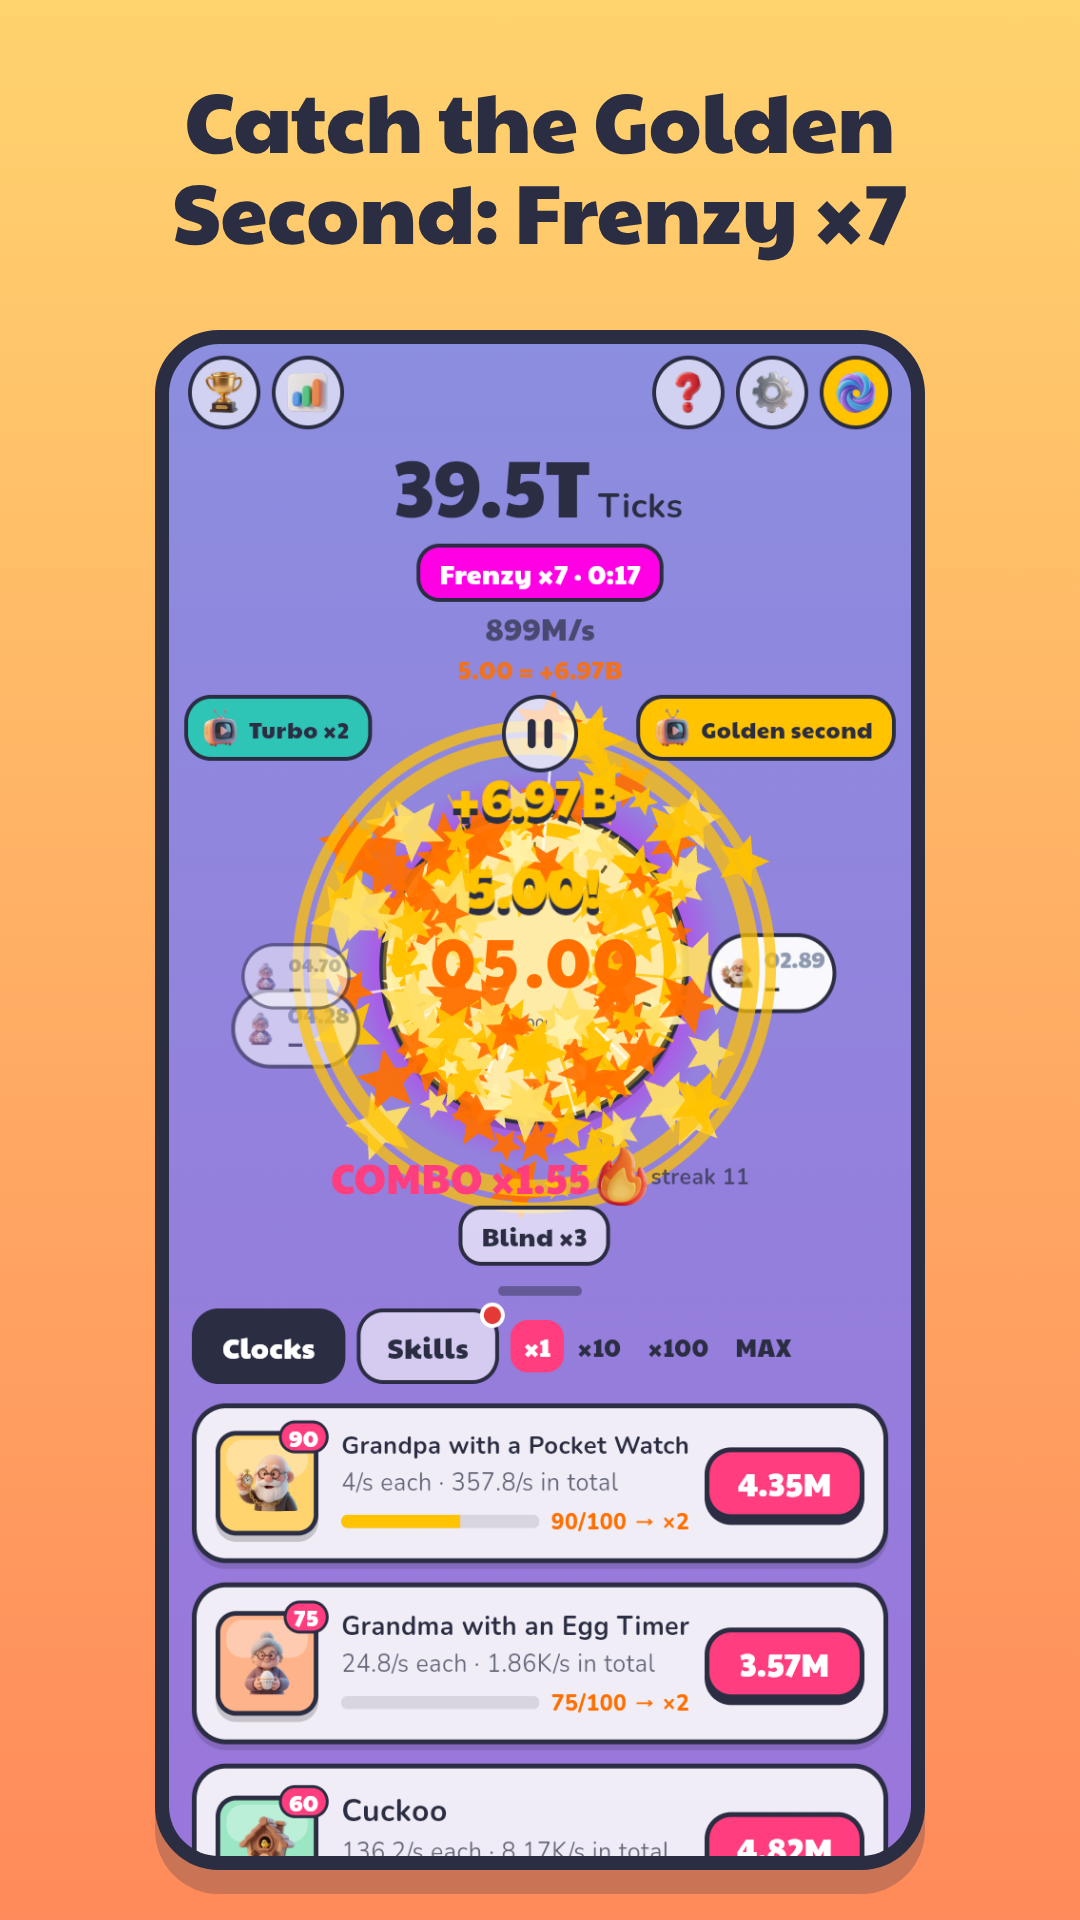 Catch the Golden
Second: Frenzy ×7
39.5T Ticks
Frenzy ×7 · 0:17
899M/s
5.00 = +6.97B
Turbo ×2
Golden second
+6.97B
5.00!
05.00
04.70
04.28
02.89
COMBO ×1.55
streak 11
Blind ×3
Clocks
Skills
×1
×10
×100
MAX
90
Grandpa with a Pocket Watch
4/s each · 357.8/s in total
90/100 → ×2
4.35M
75
Grandma with an Egg Timer
24.8/s each · 1.86K/s in total
75/100 → ×2
3.57M
60
Cuckoo
136.2/s each · 8.17K/s in total
4.82M